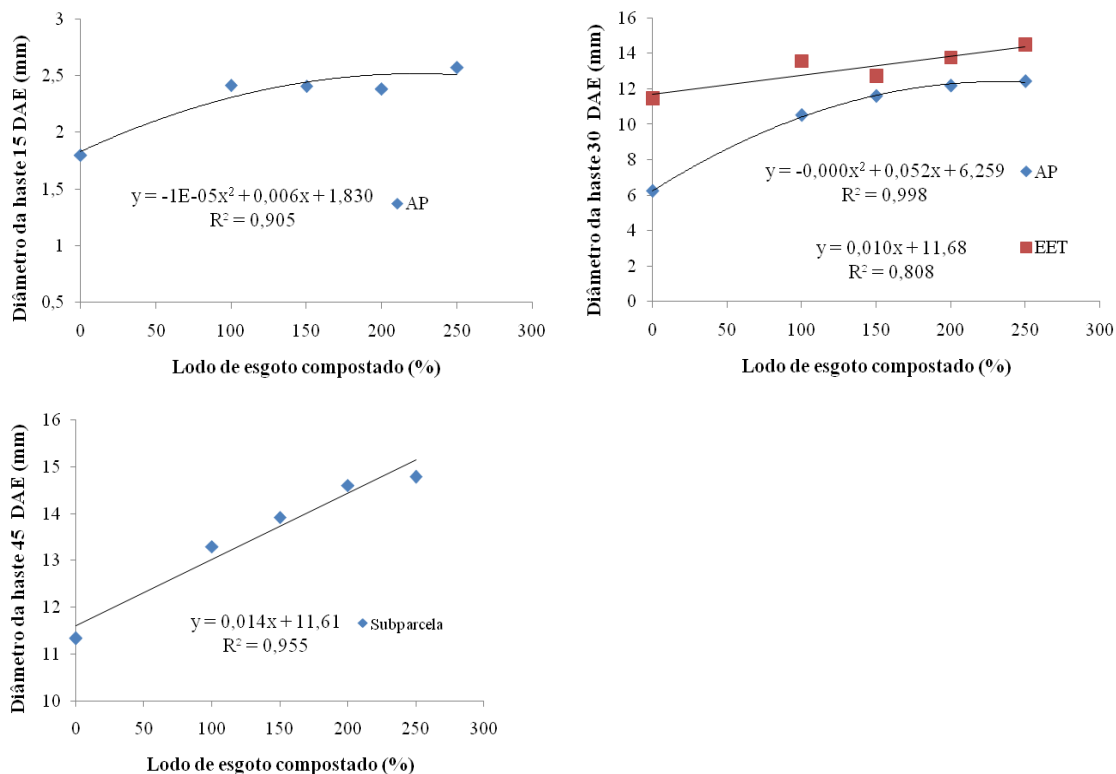 Diâmetro da haste 15 DAE (mm)
3
2,5
2
1,5
1
0,5
y = -1E-05x² + 0,006x + 1,830
R² = 0,905
AP
0 50 100 150 200 250 300
Lodo de esgoto compostado (%)
Diâmetro da haste 30 DAE (mm)
16
14
12
10
8
6
4
2
0
y = -0,000x² + 0,052x + 6,259
R² = 0,998
AP
y = 0,010x + 11,68
R² = 0,808
EET
0 50 100 150 200 250 300
Lodo de esgoto compostado (%)
Diâmetro da haste 45 DAE (mm)
16
15
14
13
12
11
10
y = 0,014x + 11,61
R² = 0,955
Subparcela
0 50 100 150 200 250 300
Lodo de esgoto compostado (%)